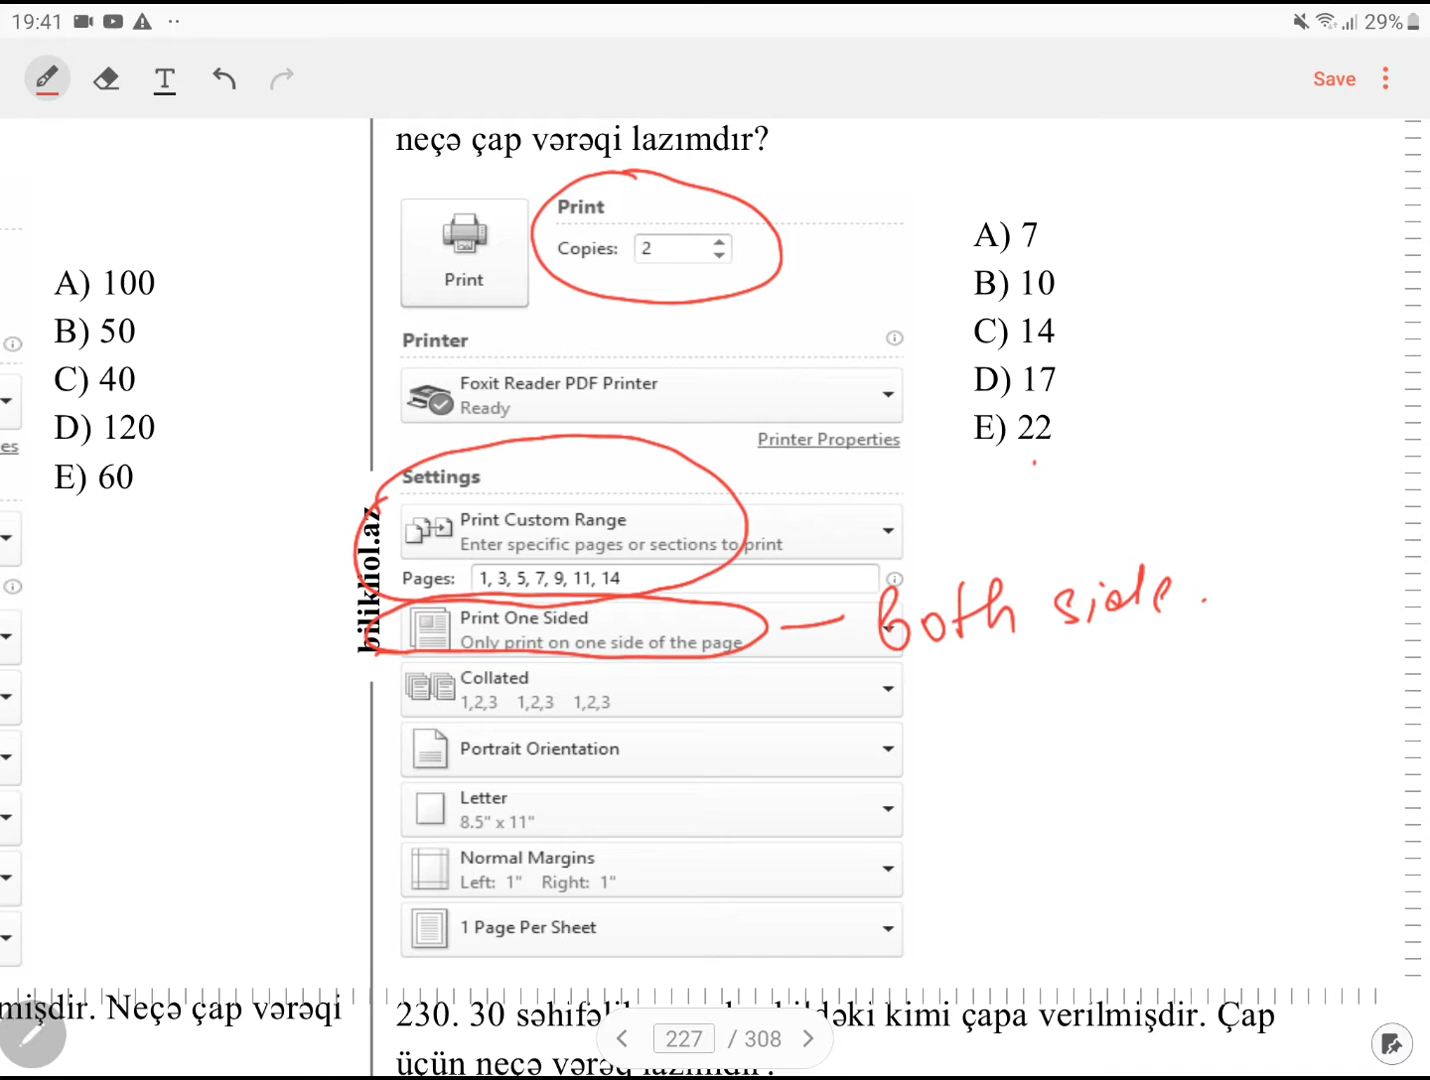 19:41
29%
Save
neçə çap vərəqi lazımdır?
A) 100
B) 50
C) 40
D) 120
E) 60
es
bilikhol.az
Print
Print
Copies: 2
Printer
Foxit Reader PDF Printer
Ready
Printer Properties
Settings
Print Custom Range
Enter specific pages or sections to print
Pages: 1, 3, 5, 7, 9, 11, 14
Print One Sided
Only print on one side of the page
Collated
1,2,3 1,2,3 1,2,3
Portrait Orientation
Letter
8.5" x 11"
Normal Margins
Left: 1" Right: 1"
1 Page Per Sheet
A) 7
B) 10
C) 14
D) 17
E) 22
Both side.
mişdir. Neçə çap vərəqi
230. 30 kimi çapa verilmişdir. Çap
üçün neçə
227 / 308